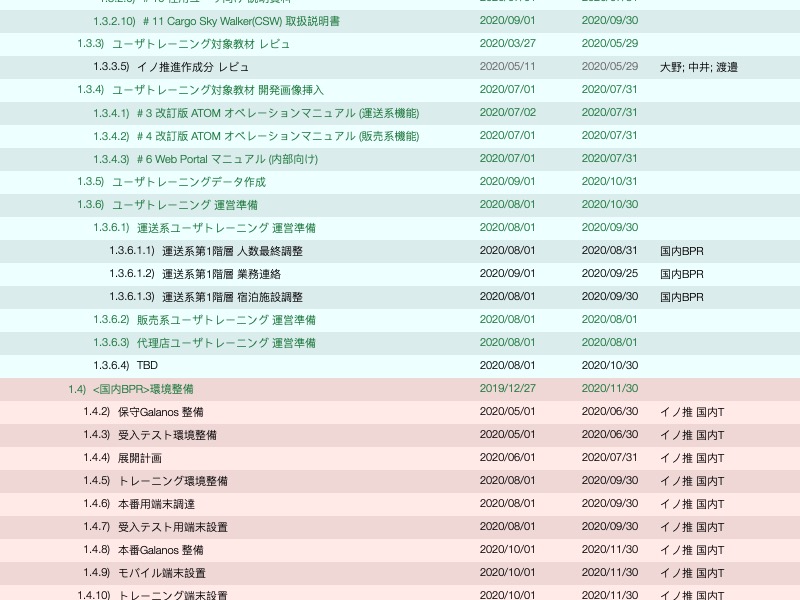 1.3.2.10) # 11 Cargo Sky Walker(CSW) 取扱説明書 2020/09/01 2020/09/30
1.3.3) ユーザトレーニング対象教材 レビュ 2020/03/27 2020/05/29
1.3.3.5) イノ推進作成分 レビュ 2020/05/11 2020/05/29 大野; 中井; 渡邉
1.3.4) ユーザトレーニング対象教材 開発画像挿入 2020/07/01 2020/07/31
1.3.4.1) # 3 改訂版 ATOM オペレーションマニュアル (運送系機能) 2020/07/02 2020/07/31
1.3.4.2) # 4 改訂版 ATOM オペレーションマニュアル (販売系機能) 2020/07/01 2020/07/31
1.3.4.3) # 6 Web Portal マニュアル (内部向け) 2020/07/01 2020/07/31
1.3.5) ユーザトレーニングデータ作成 2020/09/01 2020/10/31
1.3.6) ユーザトレーニング 運営準備 2020/08/01 2020/10/30
1.3.6.1) 運送系ユーザトレーニング 運営準備 2020/08/01 2020/09/30
1.3.6.1.1) 運送系第1階層 人数最終調整 2020/08/01 2020/08/31 国内BPR
1.3.6.1.2) 運送系第1階層 業務連絡 2020/09/01 2020/09/25 国内BPR
1.3.6.1.3) 運送系第1階層 宿泊施設調整 2020/08/01 2020/09/30 国内BPR
1.3.6.2) 販売系ユーザトレーニング 運営準備 2020/08/01 2020/08/01
1.3.6.3) 代理店ユーザトレーニング 運営準備 2020/08/01 2020/08/01
1.3.6.4) TBD 2020/08/01 2020/10/30
1.4) <国内BPR>環境整備 2019/12/27 2020/11/30
1.4.2) 保守Galanos 整備 2020/05/01 2020/06/30 イノ推 国内T
1.4.3) 受入テスト環境整備 2020/05/01 2020/06/30 イノ推 国内T
1.4.4) 展開計画 2020/06/01 2020/07/31 イノ推 国内T
1.4.5) トレーニング環境整備 2020/08/01 2020/09/30 イノ推 国内T
1.4.6) 本番用端末調達 2020/08/01 2020/09/30 イノ推 国内T
1.4.7) 受入テスト用端末設置 2020/08/01 2020/09/30 イノ推 国内T
1.4.8) 本番Galanos 整備 2020/10/01 2020/11/30 イノ推 国内T
1.4.9) モバイル端末設置 2020/10/01 2020/11/30 イノ推 国内T
1.4.10) トレーニング端末設置 2020/10/01 2020/11/30 イノ推 国内T